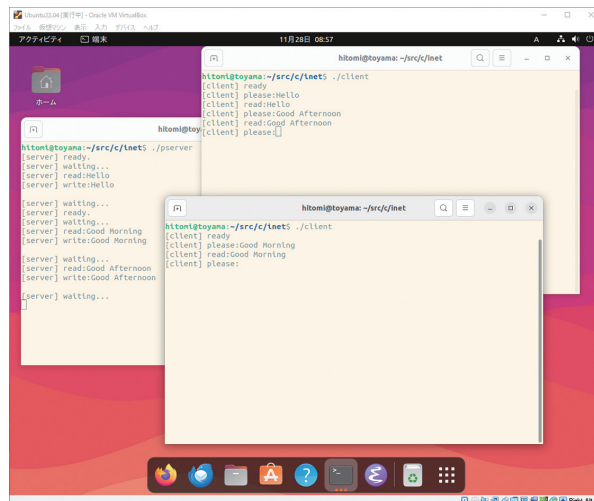 Ubuntu22.04 [実行中] - Oracle VM VirtualBox
ファイル 仮想マシン 表示 入力 デバイス ヘルプ
アクティビティ 端末 11月28日 08:57 A
ホーム
hitomi@toyama: ~/src/c/inet
hitomi@toyama:~/src/c/inet$ ./client
[client] ready
[client] please:Hello
[client] read:Hello
[client] please:Good Afternoon
[client] read:Good Afternoon
[client] please:
hitomi@toy
hitomi@toyama:~/src/c/inet$ ./pserver
[server] ready.
[server] waiting...
[server] read:Hello
[server] write:Hello
[server] waiting...
[server] ready.
[server] waiting...
[server] read:Good Morning
[server] write:Good Morning
[server] waiting...
[server] read:Good Afternoon
[server] write:Good Afternoon
[server] waiting...
hitomi@toyama: ~/src/c/inet
hitomi@toyama:~/src/c/inet$ ./client
[client] ready
[client] please:Good Morning
[client] read:Good Morning
[client] please:
Right Alt